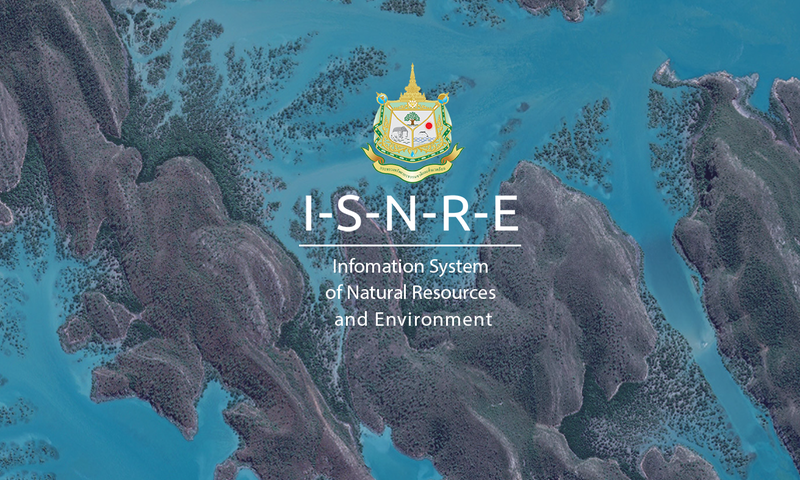 I-S-N-R-E
Infomation System
of Natural Resources
and Environment